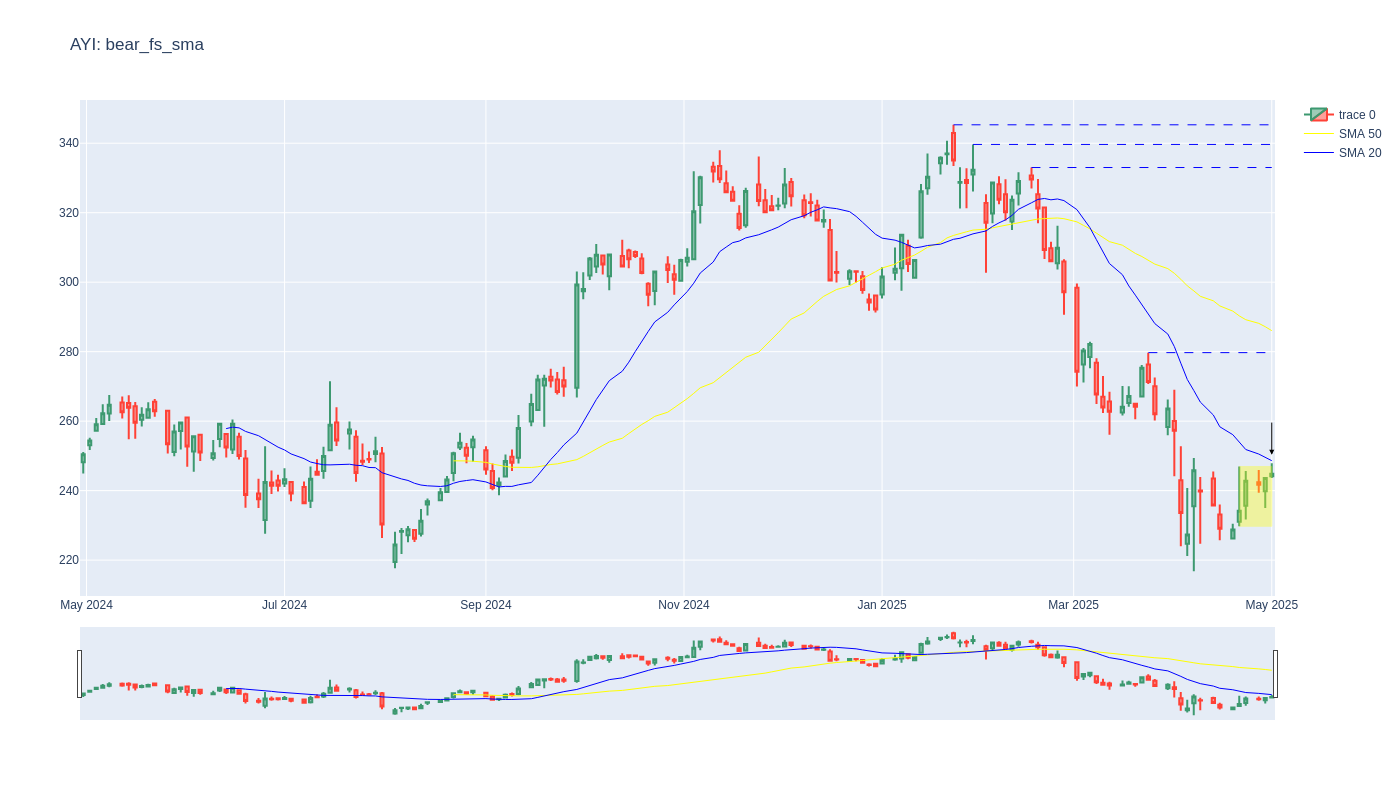 AYI: bear_fs_sma
trace 0
SMA 50
SMA 20
340
320
300
280
260
240
220
May 2024
Jul 2024
Sep 2024
Nov 2024
Jan 2025
Mar 2025
May 2025